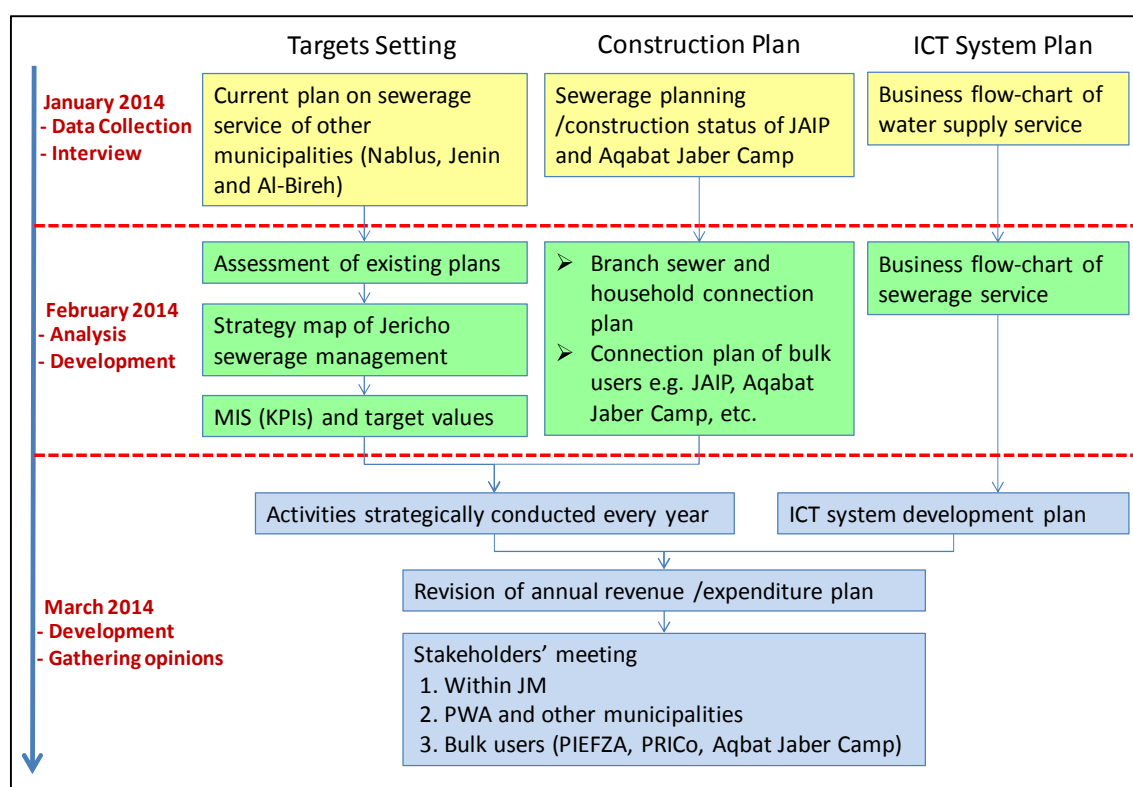 Targets Setting
Construction Plan
ICT System Plan
January 2014
- Data Collection
- Interview
Current plan on sewerage
service of other
municipalities (Nablus, Jenin
and Al-Bireh)
Sewerage planning
/construction status of JAIP
and Aqabat Jaber Camp
Business flow-chart of
water supply service
February 2014
- Analysis
- Development
Assessment of existing plans
Strategy map of Jericho
sewerage management
MIS (KPIs) and target values
➢ Branch sewer and
household connection
plan
➢ Connection plan of bulk
users e.g. JAIP, Aqabat
Jaber Camp, etc.
Business flow-chart of
sewerage service
March 2014
- Development
- Gathering opinions
Activities strategically conducted every year
ICT system development plan
Revision of annual revenue /expenditure plan
Stakeholders’ meeting
1. Within JM
2. PWA and other municipalities
3. Bulk users (PIEFZA, PRICo, Aqbat Jaber Camp)